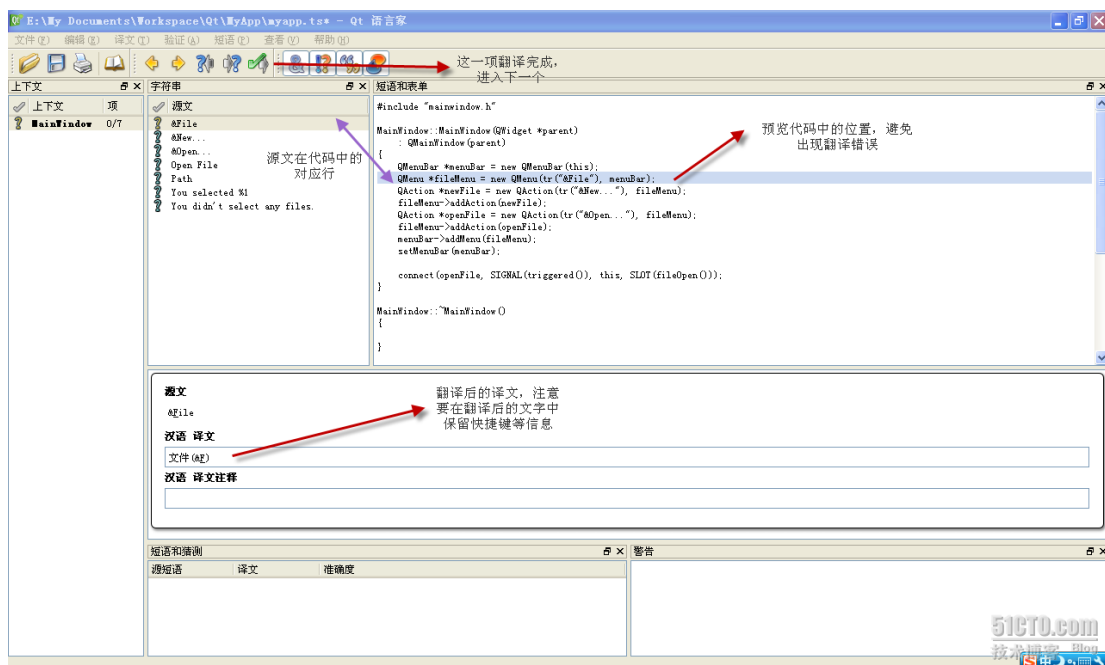 E:\My Documents\Workspace\Qt\MyApp\myapp.ts* - Qt 语言家
文件(F) 编辑(E) 译文(T) 验证(A) 短语(P) 查看(V) 帮助(H)
这一项翻译完成，
进入下一个
上下文
字符串
短语和表单
上下文 项
源文
MainWindow 0/7
&File
&New...
&Open...
Open File
Path
You selected %1
You didn't select any files.
源文在代码中的
对应行
#include "mainwindow.h"
MainWindow::MainWindow(QWidget *parent)
: QMainWindow(parent)
{
QMenuBar *menuBar = new QMenuBar(this);
QMenu *fileMenu = new QMenu(tr("&File"), menuBar);
QAction *newFile = new QAction(tr("&New..."), fileMenu);
fileMenu->addAction(newFile);
QAction *openFile = new QAction(tr("&Open..."), fileMenu);
fileMenu->addAction(openFile);
menuBar->addMenu(fileMenu);
setMenuBar(menuBar);
connect(openFile, SIGNAL(triggered()), this, SLOT(fileOpen()));
}
MainWindow::~MainWindow()
{
}
预览代码中的位置，避免
出现翻译错误
源文
&File
汉语 译文
文件(&F)
汉语 译文注释
翻译后的译文，注意
要在翻译后的文字中
保留快捷键等信息
短语和猜测
警告
源短语 译文 准确度
51CTO.com
技术博客 Blog
中